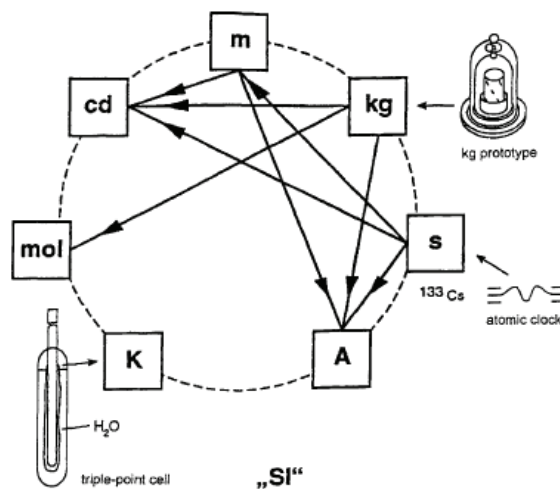 m
cd
kg
kg prototype
mol
s
¹³³Cs
atomic clock
K
A
H₂O
triple-point cell
„SI“